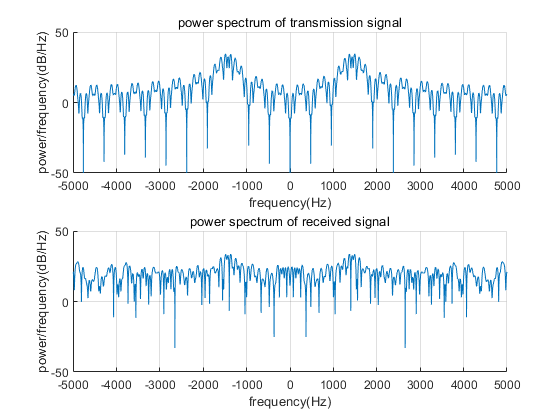 power spectrum of transmission signal
power/frequency(dB/Hz)
50
0
-50
-5000 -4000 -3000 -2000 -1000 0 1000 2000 3000 4000 5000
frequency(Hz)
power spectrum of received signal
power/frequency(dB/Hz)
50
0
-50
-5000 -4000 -3000 -2000 -1000 0 1000 2000 3000 4000 5000
frequency(Hz)